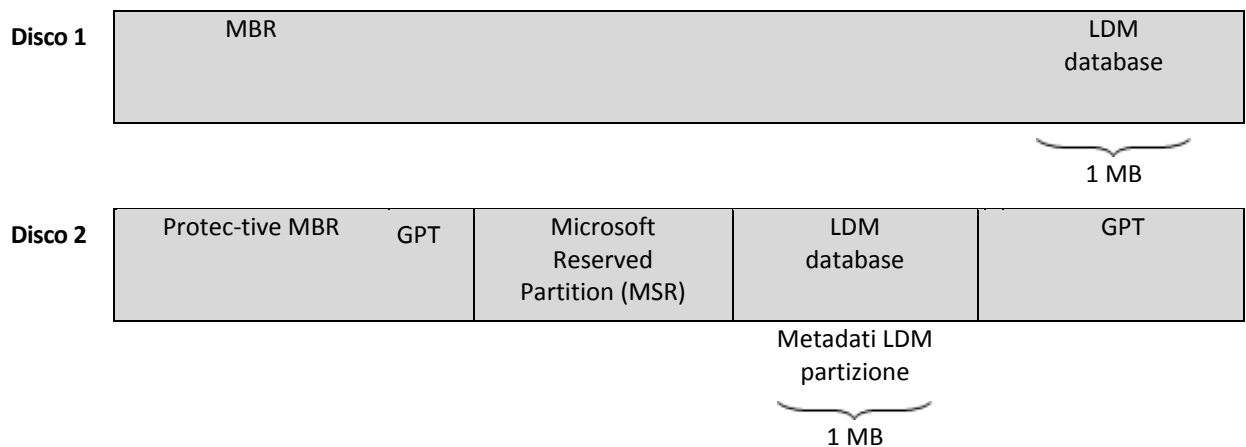 Disco 1
MBR
LDM
database
1 MB
Disco 2
Protec-tive MBR
GPT
Microsoft
Reserved
Partition (MSR)
LDM
database
GPT
Metadati LDM
partizione
1 MB